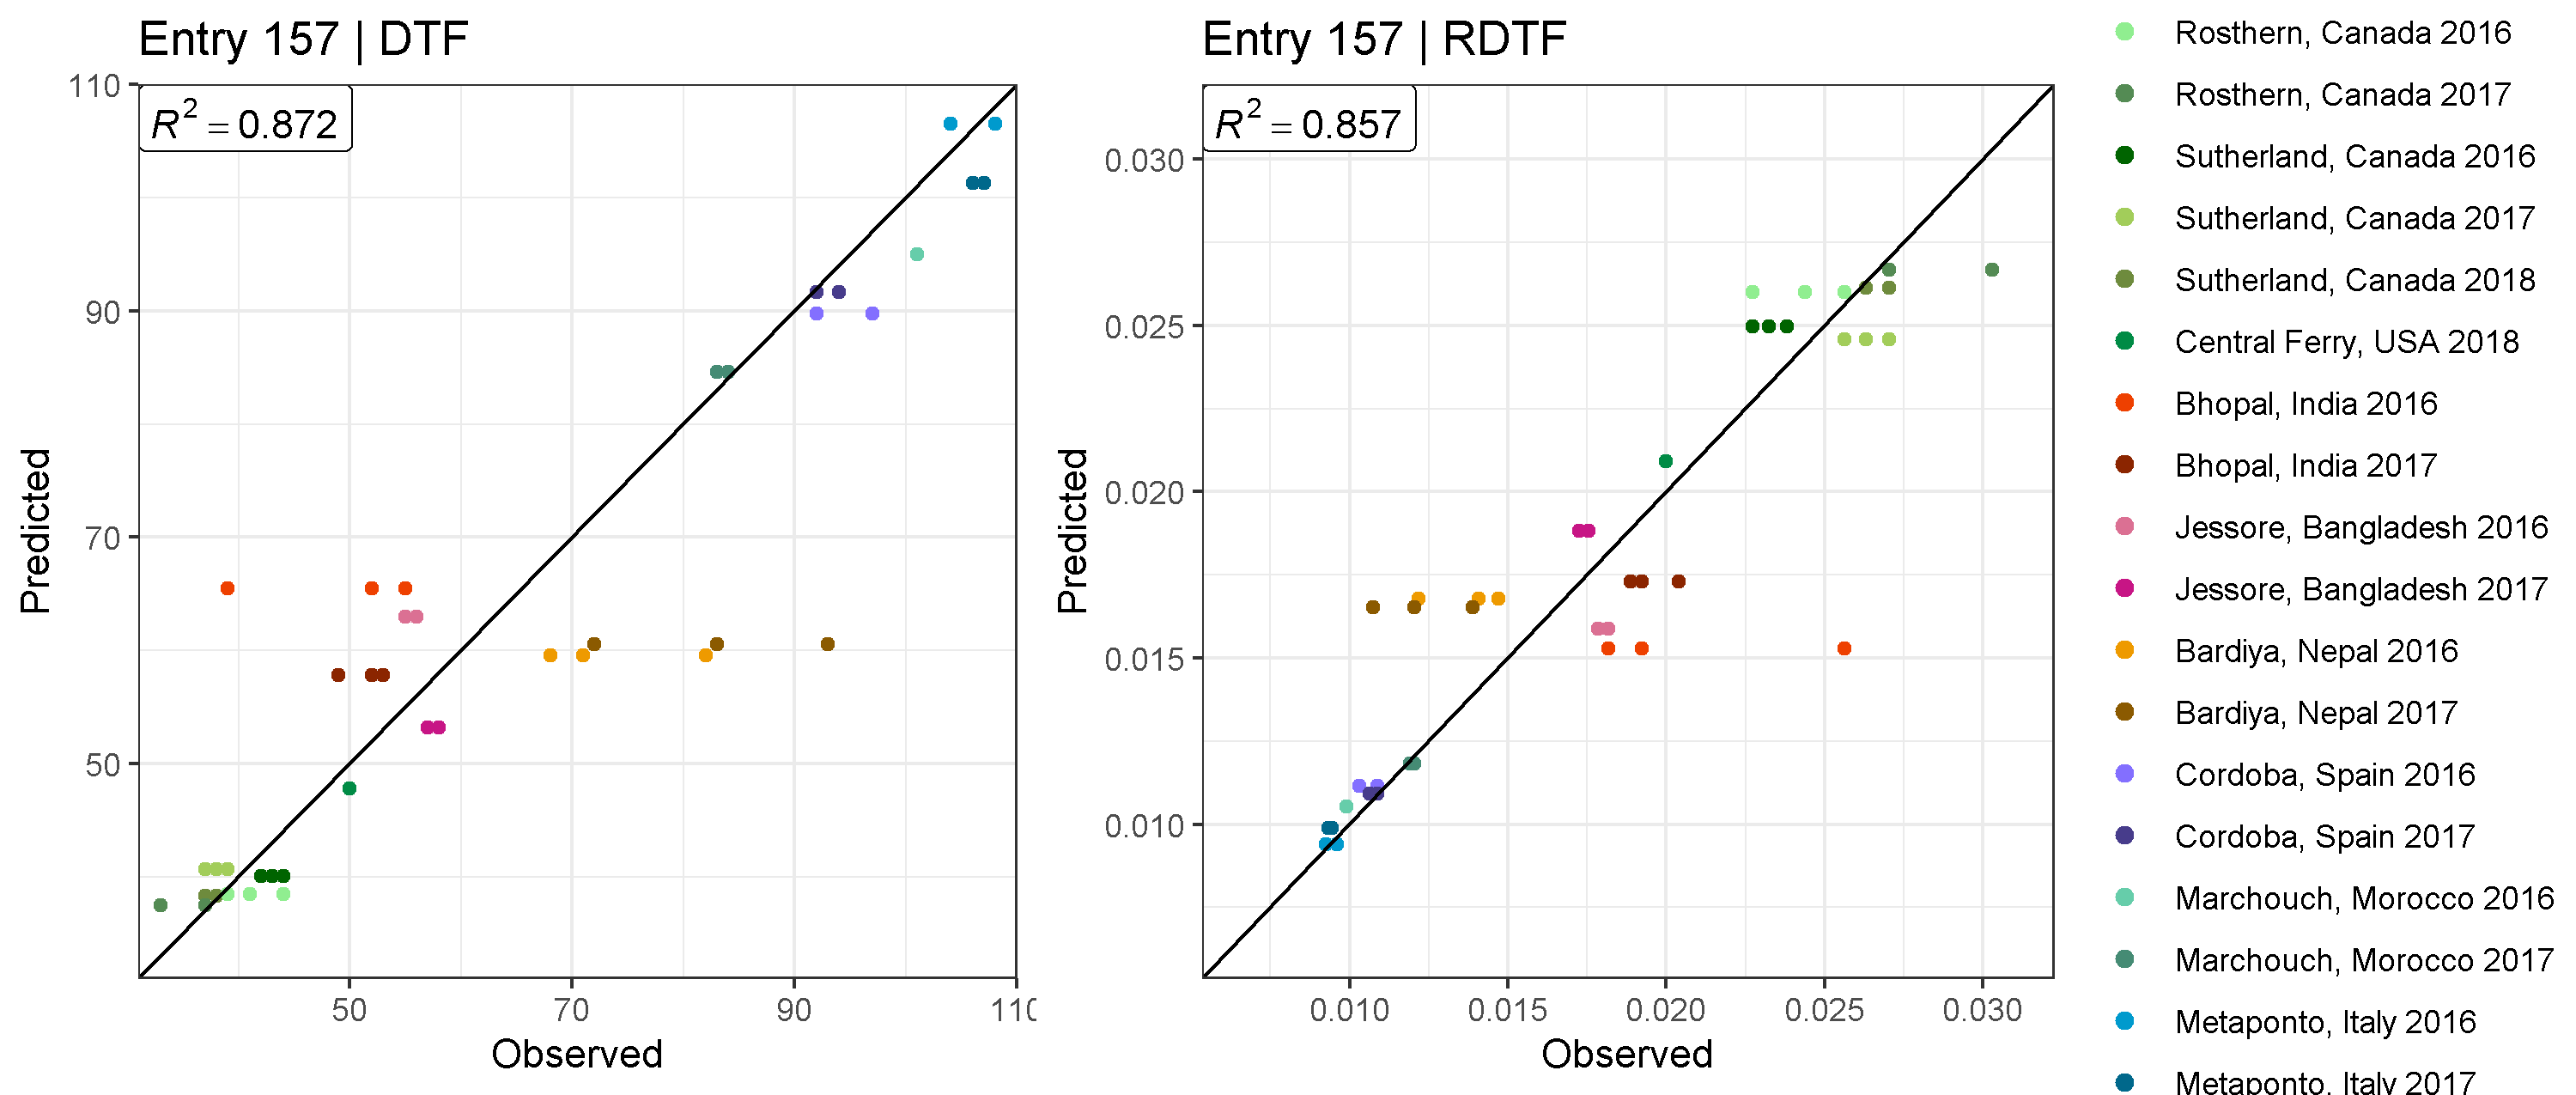 Entry 157 | DTF
R² = 0.872
110
90
70
50
Predicted
50 70 90 110
Observed
Entry 157 | RDTF
R² = 0.857
0.030
0.025
0.020
0.015
0.010
Predicted
0.010 0.015 0.020 0.025 0.030
Observed
Rosthern, Canada 2016
Rosthern, Canada 2017
Sutherland, Canada 2016
Sutherland, Canada 2017
Sutherland, Canada 2018
Central Ferry, USA 2018
Bhopal, India 2016
Bhopal, India 2017
Jessore, Bangladesh 2016
Jessore, Bangladesh 2017
Bardiya, Nepal 2016
Bardiya, Nepal 2017
Cordoba, Spain 2016
Cordoba, Spain 2017
Marchouch, Morocco 2016
Marchouch, Morocco 2017
Metaponto, Italy 2016
Metaponto, Italy 2017